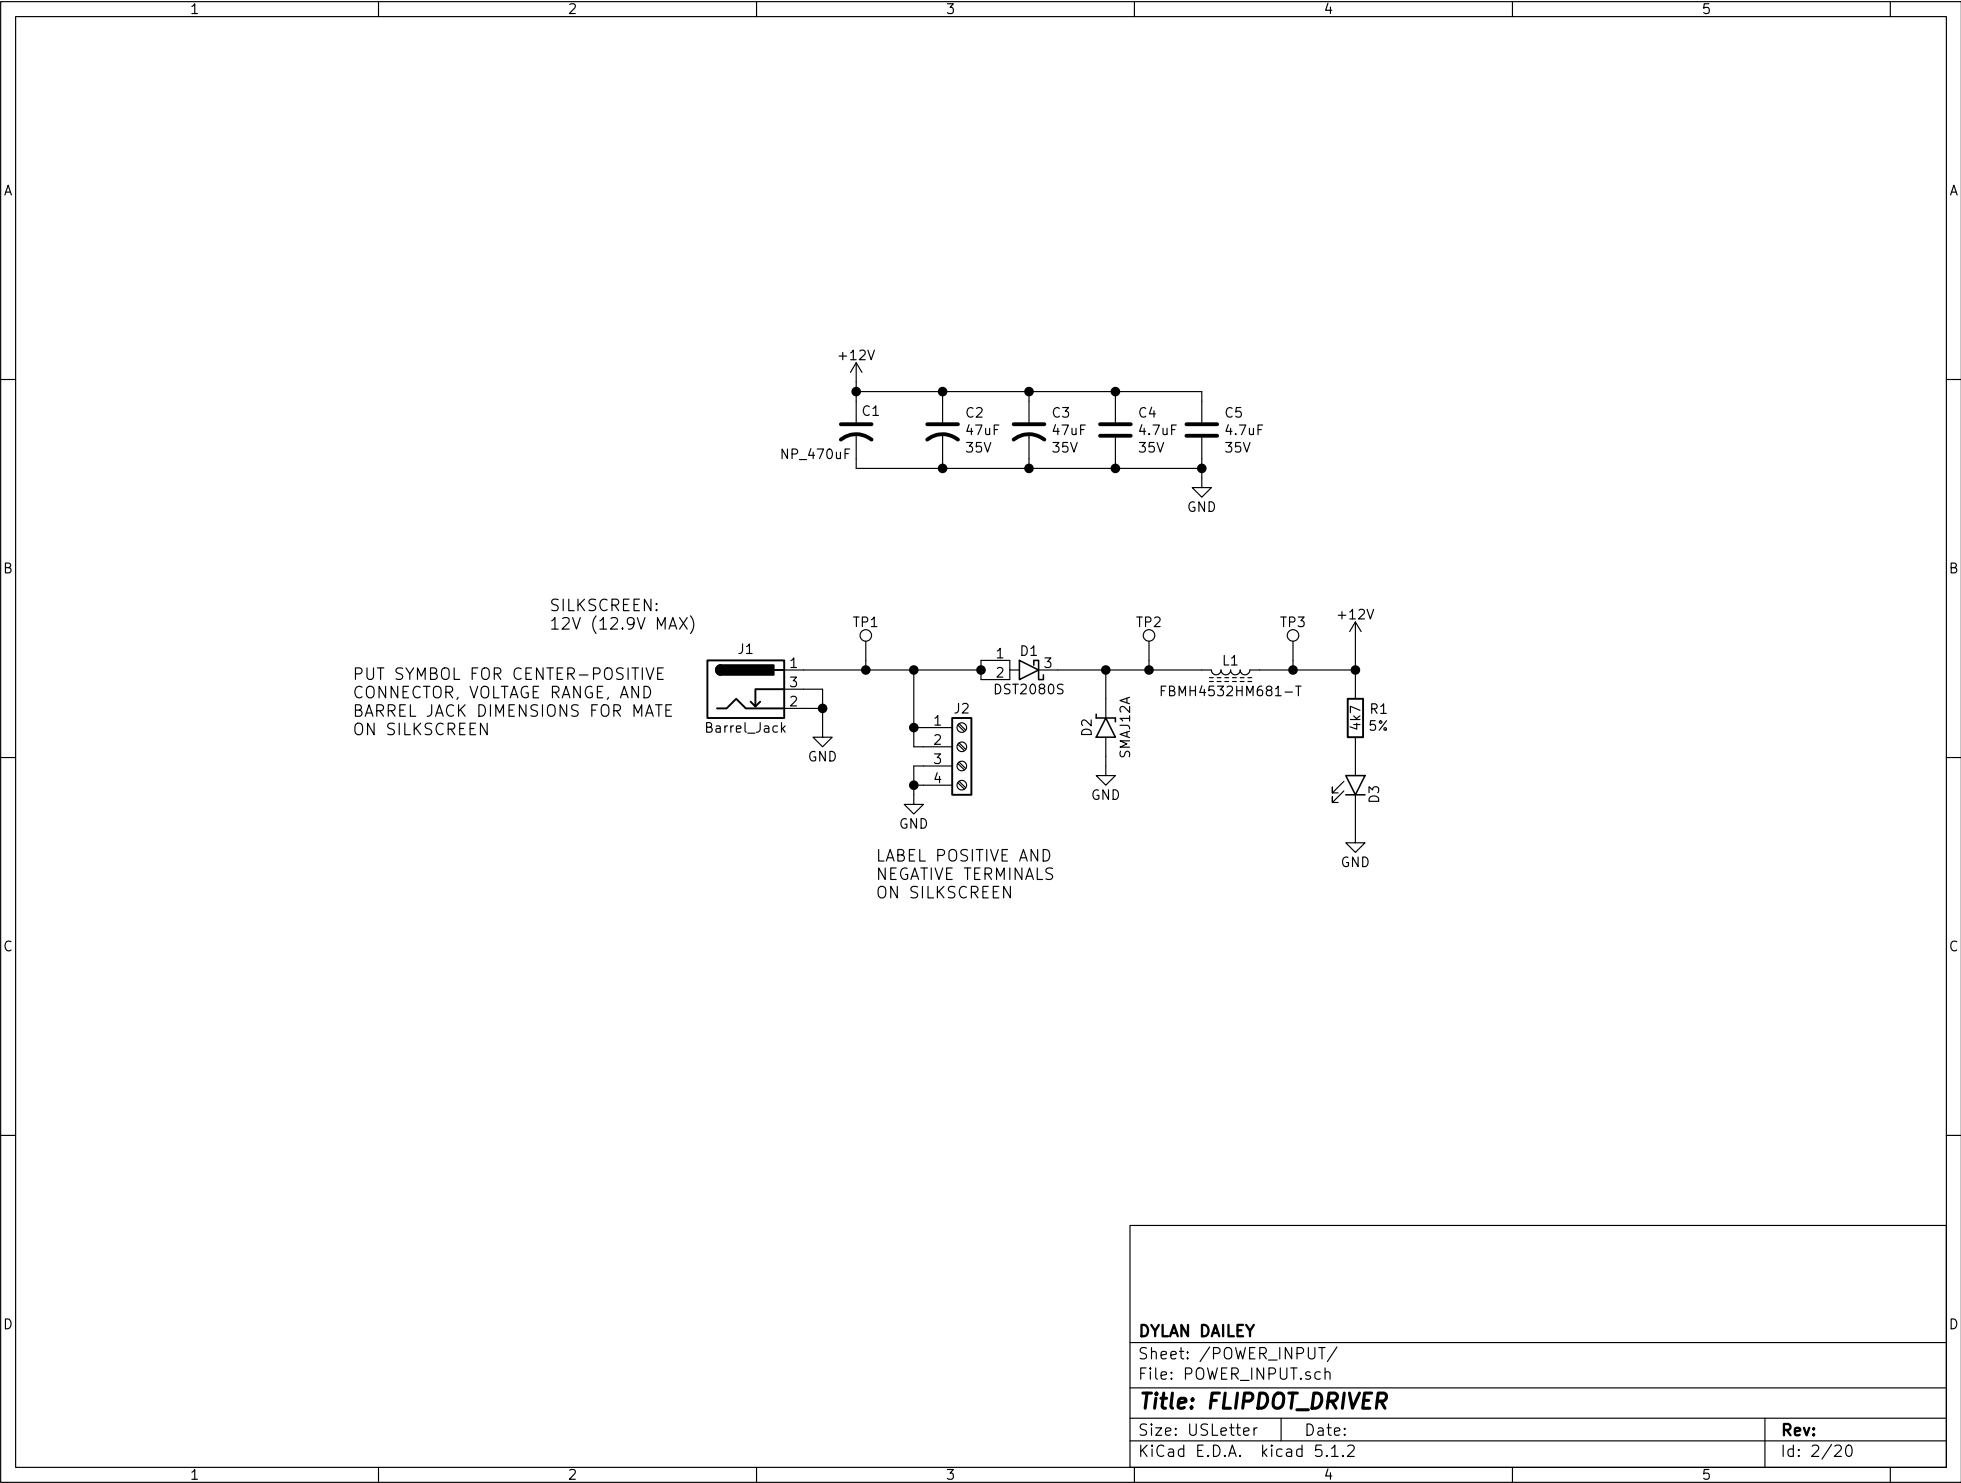 1 2 3 4 5
A A
+12V
C1
NP_470uF
C2
47uF
35V
C3
47uF
35V
C4
4.7uF
35V
C5
4.7uF
35V
GND
B B
SILKSCREEN:
12V (12.9V MAX)
PUT SYMBOL FOR CENTER-POSITIVE
CONNECTOR, VOLTAGE RANGE, AND
BARREL JACK DIMENSIONS FOR MATE
ON SILKSCREEN
J1
1
3
2
Barrel_Jack
GND
TP1
J2
1
2
3
4
GND
LABEL POSITIVE AND
NEGATIVE TERMINALS
ON SILKSCREEN
1
2
D1
3
DST2080S
D2
SMAJ12A
GND
TP2
L1
FBMH4532HM681-T
TP3
+12V
4k7
R1
5%
D3
GND
C C
D D
DYLAN DAILEY
Sheet: /POWER_INPUT/
File: POWER_INPUT.sch
Title: FLIPDOT_DRIVER
Size: USLetter Date: Rev:
KiCad E.D.A. kicad 5.1.2 Id: 2/20
1 2 3 4 5